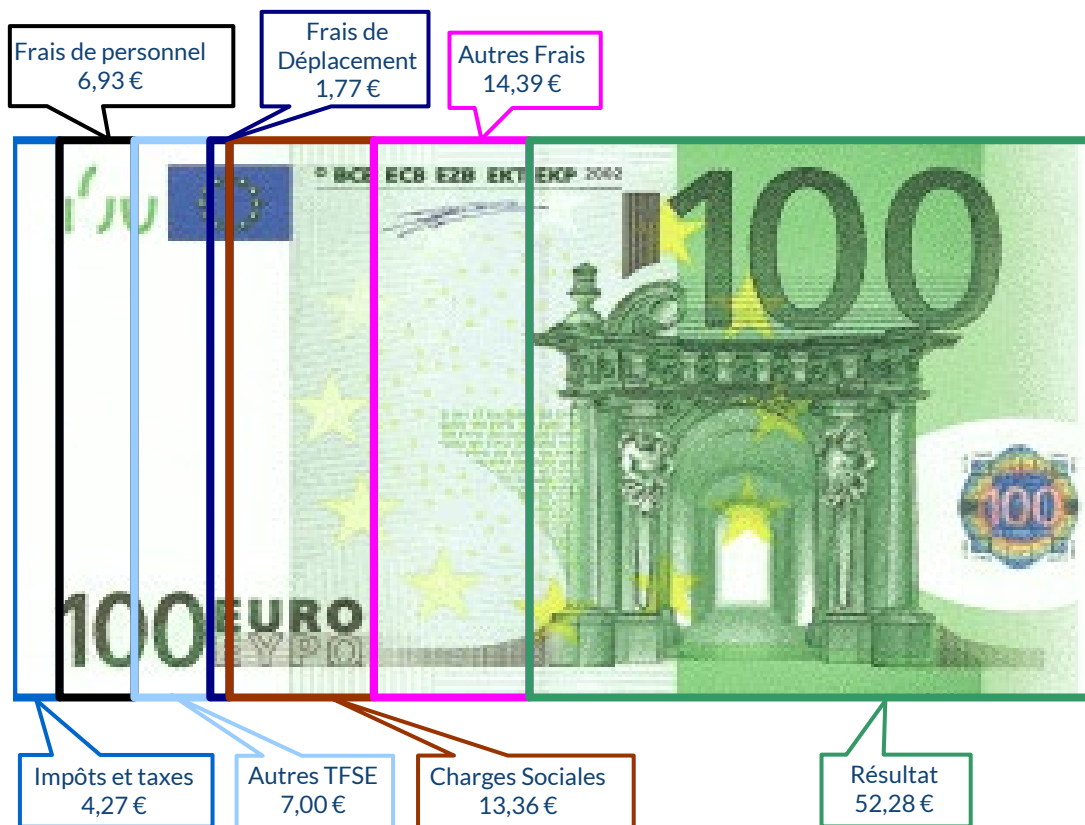 Frais de personnel
6,93 €
Frais de
Déplacement
1,77 €
Autres Frais
14,39 €
© BCE ECB EZB EKT EKP 2002
100
100
100 EURO
ΕΥΡΩ
Impôts et taxes
4,27 €
Autres TFSE
7,00 €
Charges Sociales
13,36 €
Résultat
52,28 €